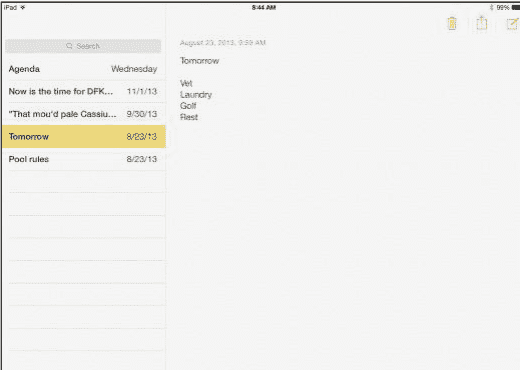 iPad
8:44 AM
99%
Search
Agenda Wednesday
Now is the time for DFK... 11/1/13
"That mou'd pale Cassiu... 9/30/13
Tomorrow 8/23/13
Pool rules 8/23/13
August 23, 2013, 9:39 AM
Tomorrow
Vet
Laundry
Golf
Rest